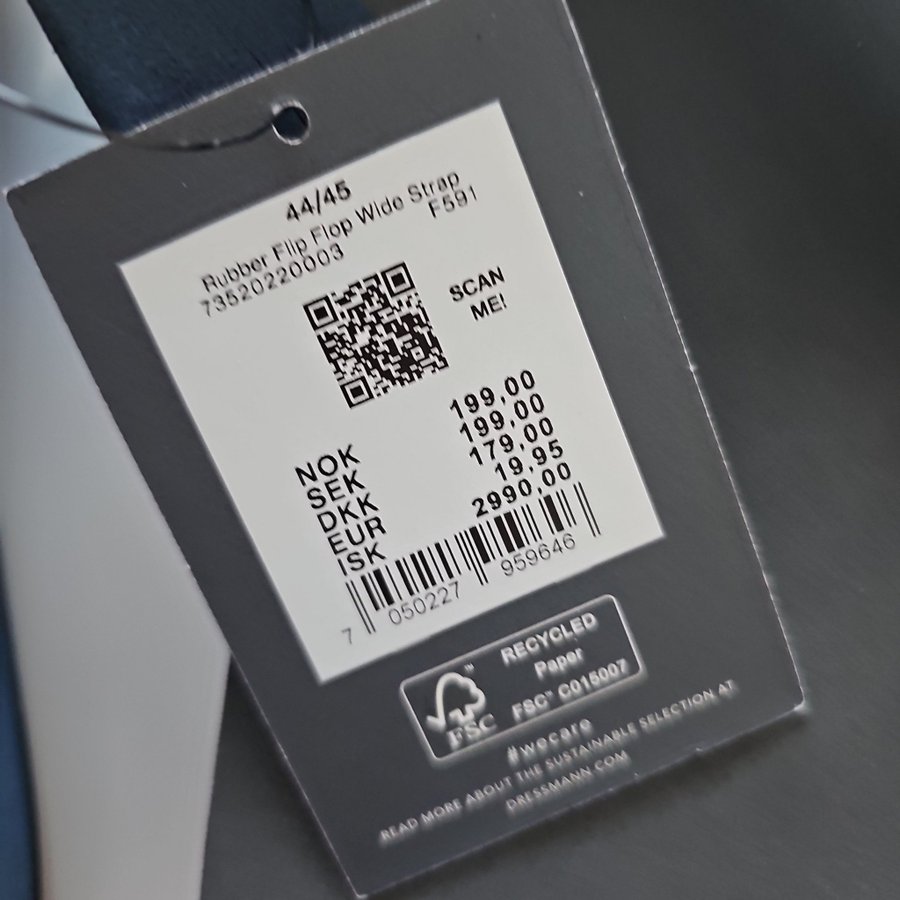 44/45
Rubber Flip Flop Wide Strap
73520220003 F591
SCAN
ME!
NOK 199,00
SEK 199,00
DKK 179,00
EUR 19,95
ISK 2990,00
7 050227 959646
RECYCLED
Paper
FSC™ C015007
FSC™
#wecare
READ MORE ABOUT THE SUSTAINABLE SELECTION AT
DRESSMANN.COM